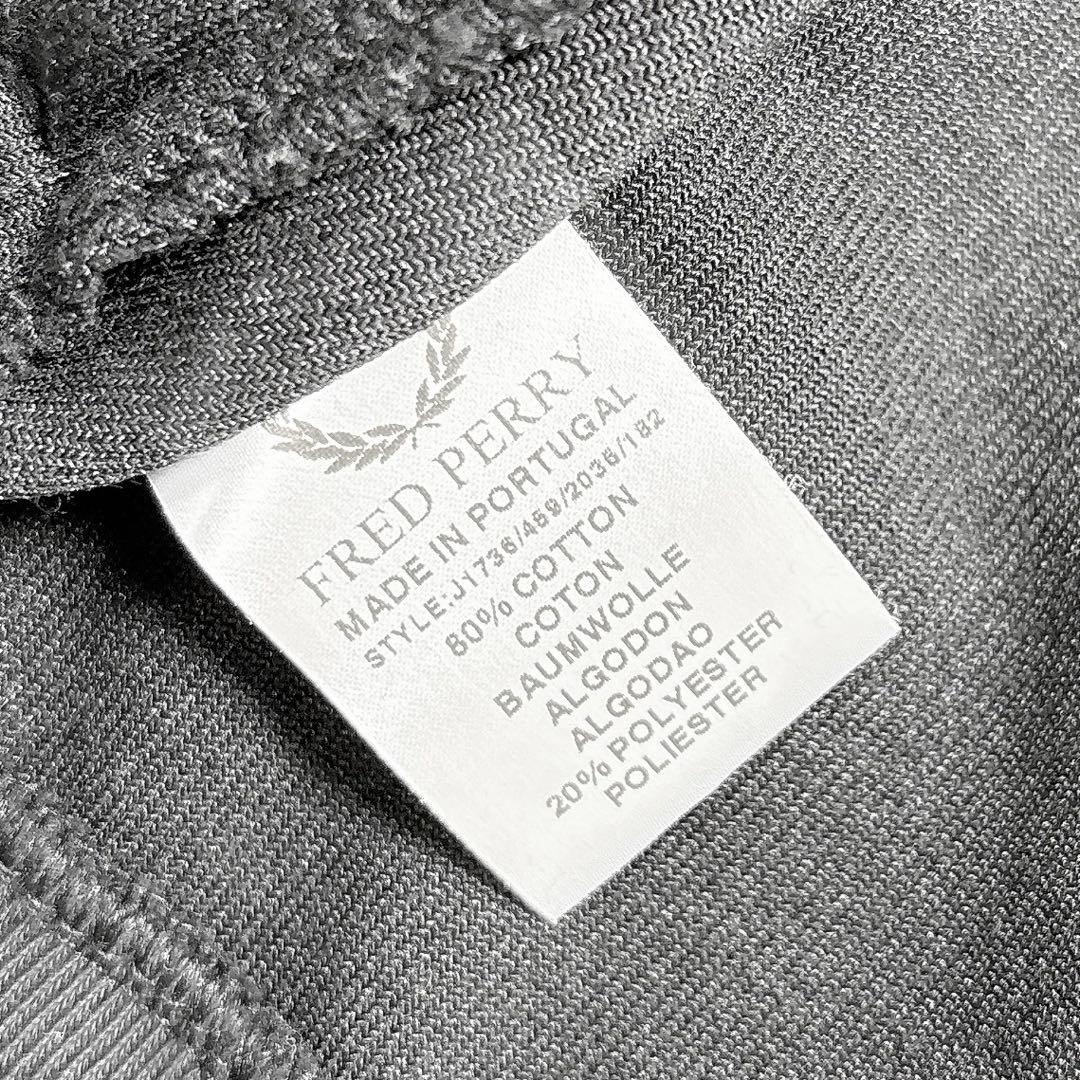 FRED PERRY
MADE IN PORTUGAL
STYLE:J1736/459/2036/182
80% COTTON
COTON
BAUMWOLLE
ALGODON
ALGODAO
20% POLYESTER
POLIESTER